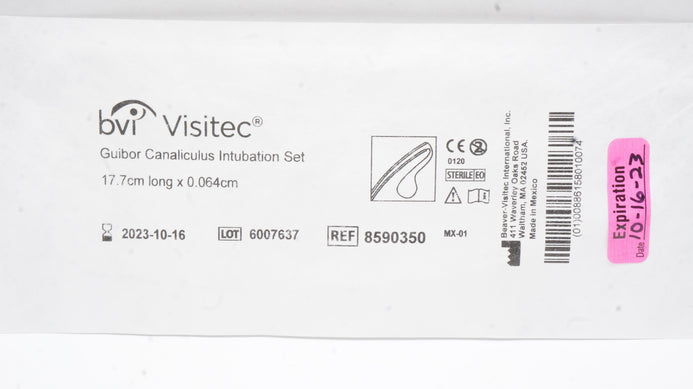 bvi Visitec®
Guibor Canaliculus Intubation Set
17.7cm long x 0.064cm
2023-10-16
LOT 6007637
REF 8590350
MX-01
CE
0120
2
STERILE EO
Beaver-Visitec International, Inc.
411 Waverley Oaks Road
Waltham, MA 02452 USA.
Made in Mexico
(01)00886158010074
Expiration
Date 10-16-23